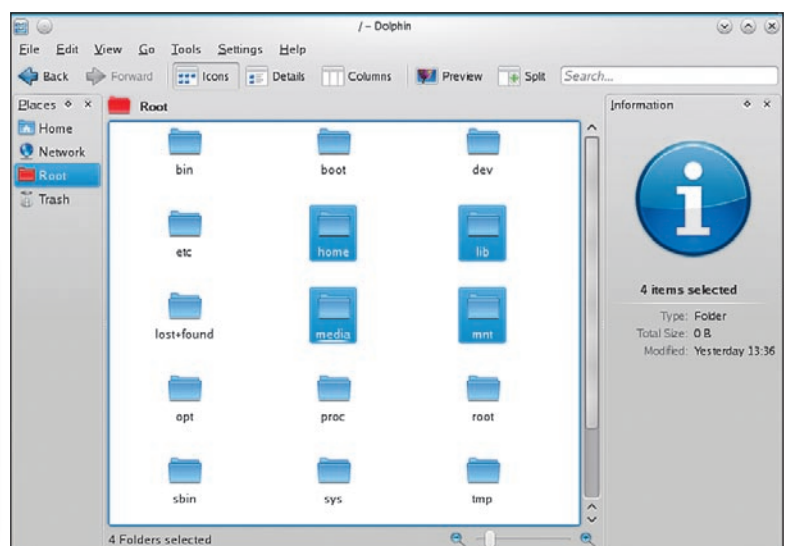 / – Dolphin
File Edit View Go Tools Settings Help
Back Forward Icons Details Columns Preview Split Search...
Places
Home
Network
Root
Trash
Root
bin boot dev
etc home lib
lost+found media mnt
opt proc root
sbin sys tmp
4 Folders selected
Information
4 items selected
Type: Folder
Total Size: 0 B
Modified: Yesterday 13:36